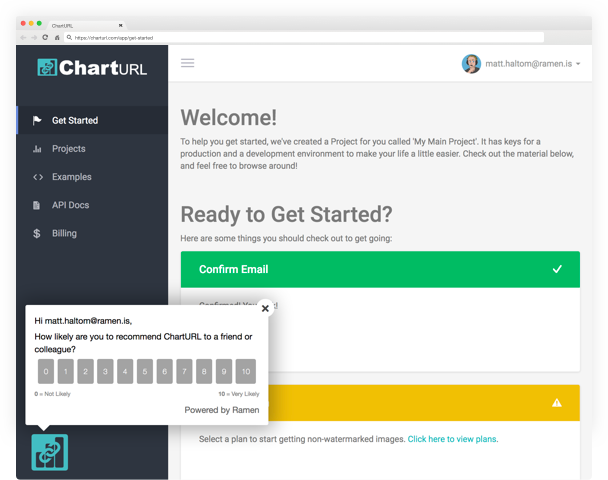 ChartURL
https://charturl.com/app/get-started
ChartURL
matt.haltom@ramen.is
Get Started
Projects
Examples
API Docs
Billing
Welcome!
To help you get started, we've created a Project for you called 'My Main Project'. It has keys for a
production and a development environment to make your life a little easier. Check out the material below,
and feel free to browse around!
Ready to Get Started?
Here are some things you should check out to get going:
Confirm Email
Hi matt.haltom@ramen.is,
How likely are you to recommend ChartURL to a friend or
colleague?
0 1 2 3 4 5 6 7 8 9 10
0 = Not Likely 10 = Very Likely
Powered by Ramen
Select a plan to start getting non-watermarked images. Click here to view plans.